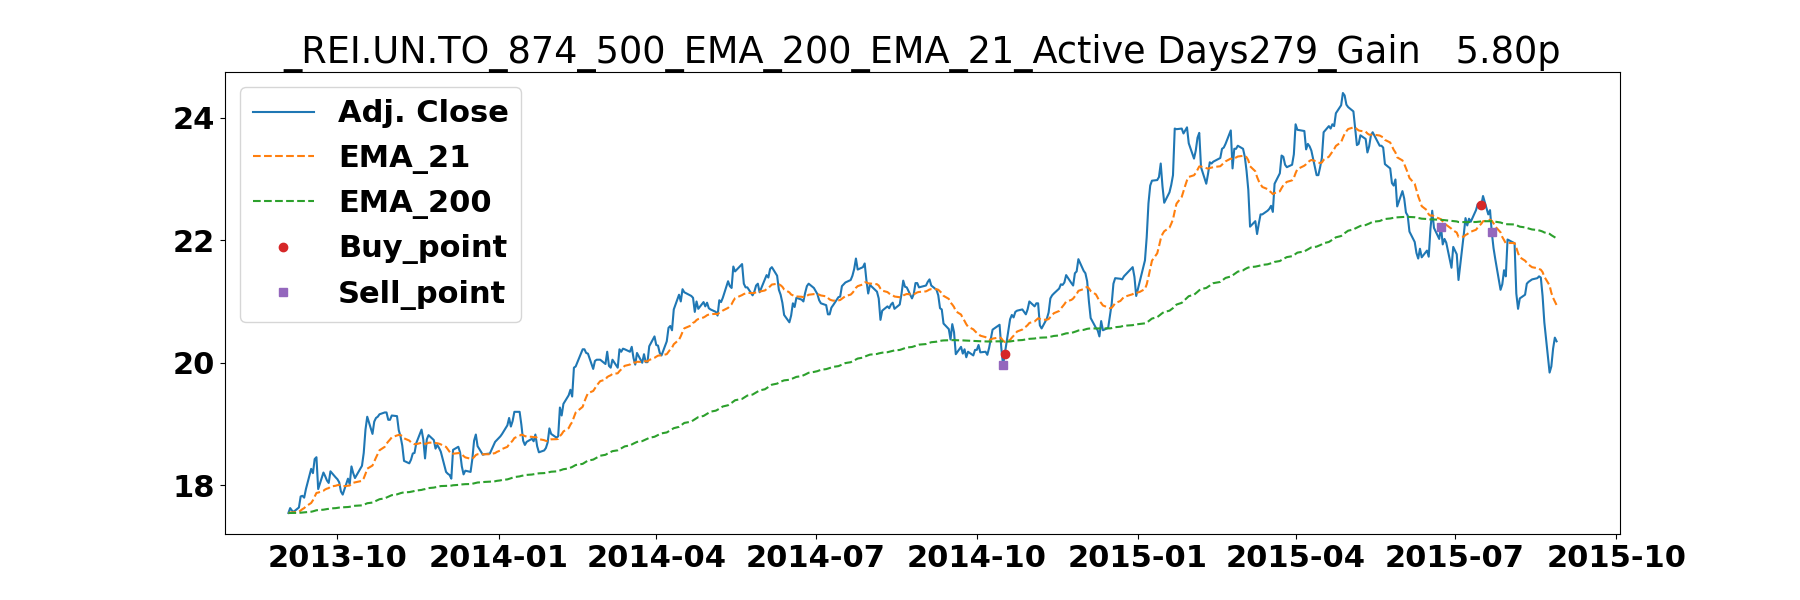 _REI.UN.TO_874_500_EMA_200_EMA_21_Active Days279_Gain   5.80p
Adj. Close
EMA_21
EMA_200
Buy_point
Sell_point
24
22
20
18
2013-10 2014-01 2014-04 2014-07 2014-10 2015-01 2015-04 2015-07 2015-10